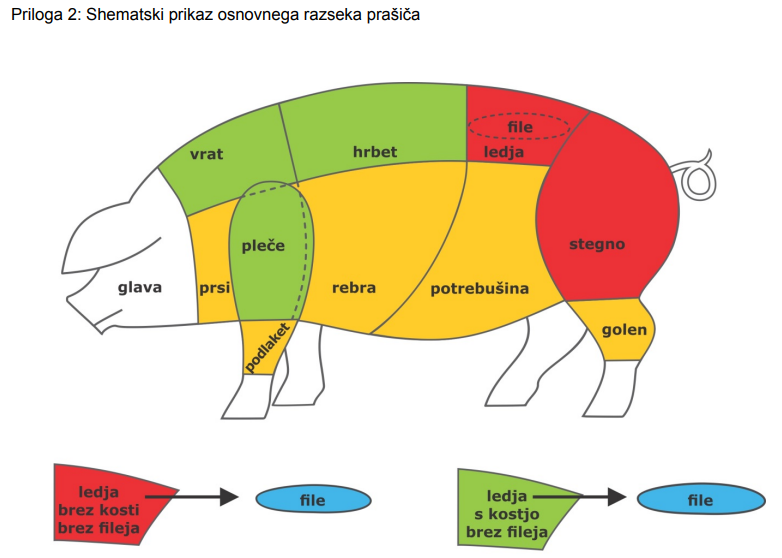 Priloga 2: Shematski prikaz osnovnega razseka prašiča
file
vrat
hrbet
ledja
pleče
stegno
glava
prsi
rebra
potrebušina
podlaket
golen
ledja
brez kosti
brez fileja
file
ledja
s kostjo
brez fileja
file